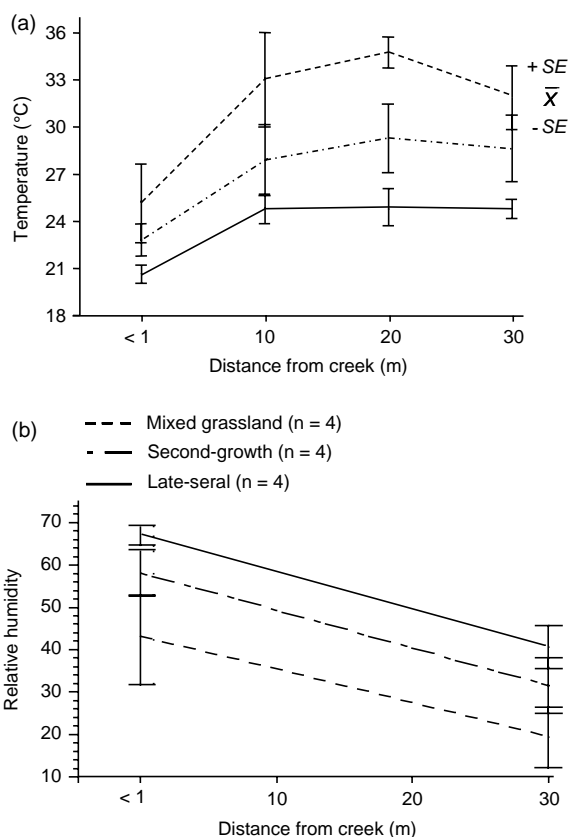 (a)
36
33
30
27
24
21
18
Temperature (°C)
+ SE
x̅
- SE
< 1 10 20 30
Distance from creek (m)
(b)
Mixed grassland (n = 4)
Second-growth (n = 4)
Late-seral (n = 4)
70
60
50
40
30
20
10
Relative humidity
< 1 10 20 30
Distance from creek (m)